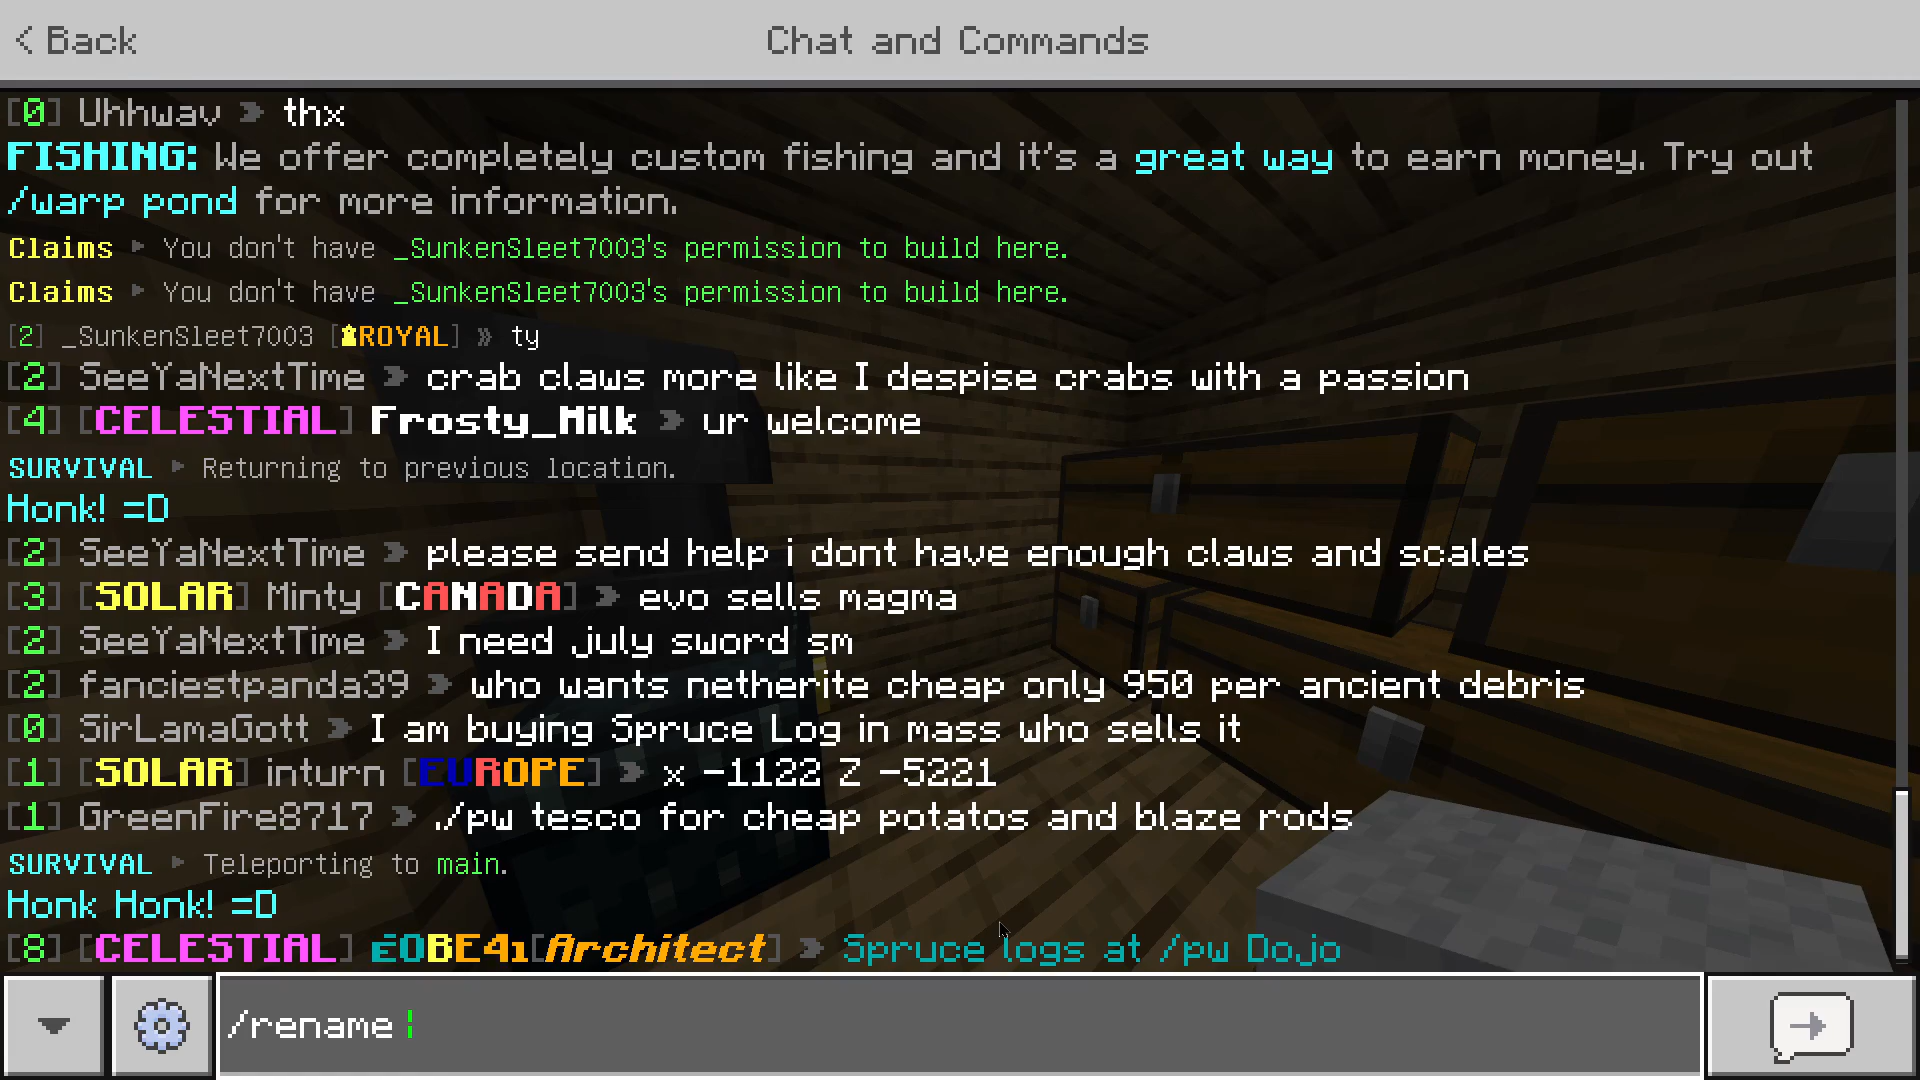 < Back
Chat and Commands
[0] Uhhwav » thx
FISHING: We offer completely custom fishing and it's a great way to earn money. Try out
/warp pond for more information.
Claims ▸ You don't have _SunkenSleet7003's permission to build here.
Claims ▸ You don't have _SunkenSleet7003's permission to build here.
[2] _SunkenSleet7003 [ROYAL] » ty
[2] SeeYaNextTime » crab claws more like I despise crabs with a passion
[4] [CELESTIAL] Frosty_Milk » ur welcome
SURVIVAL ▸ Returning to previous location.
Honk! =D
[2] SeeYaNextTime » please send help i dont have enough claws and scales
[3] [SOLAR] Minty [CANADA] » evo sells magma
[2] SeeYaNextTime » I need july sword sm
[2] fanciestpanda39 » who wants netherite cheap only 950 per ancient debris
[0] SirLamaGott » I am buying Spruce Log in mass who sells it
[1] [SOLAR] inturn [EUROPE] » x -1122 Z -5221
[1] GreenFire8717 » ./pw tesco for cheap potatos and blaze rods
SURVIVAL ▸ Teleporting to main.
Honk Honk! =D
[8] [CELESTIAL] [Architect] » Spruce logs at /pw Dojo
/rename